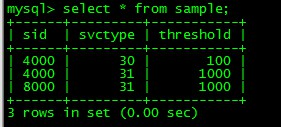 mysql> select * from sample;
+------+---------+-----------+
| sid  | svctype | threshold |
+------+---------+-----------+
| 4000 |      30 |       100 |
| 4000 |      31 |      1000 |
| 8000 |      31 |      1000 |
+------+---------+-----------+
3 rows in set (0.00 sec)